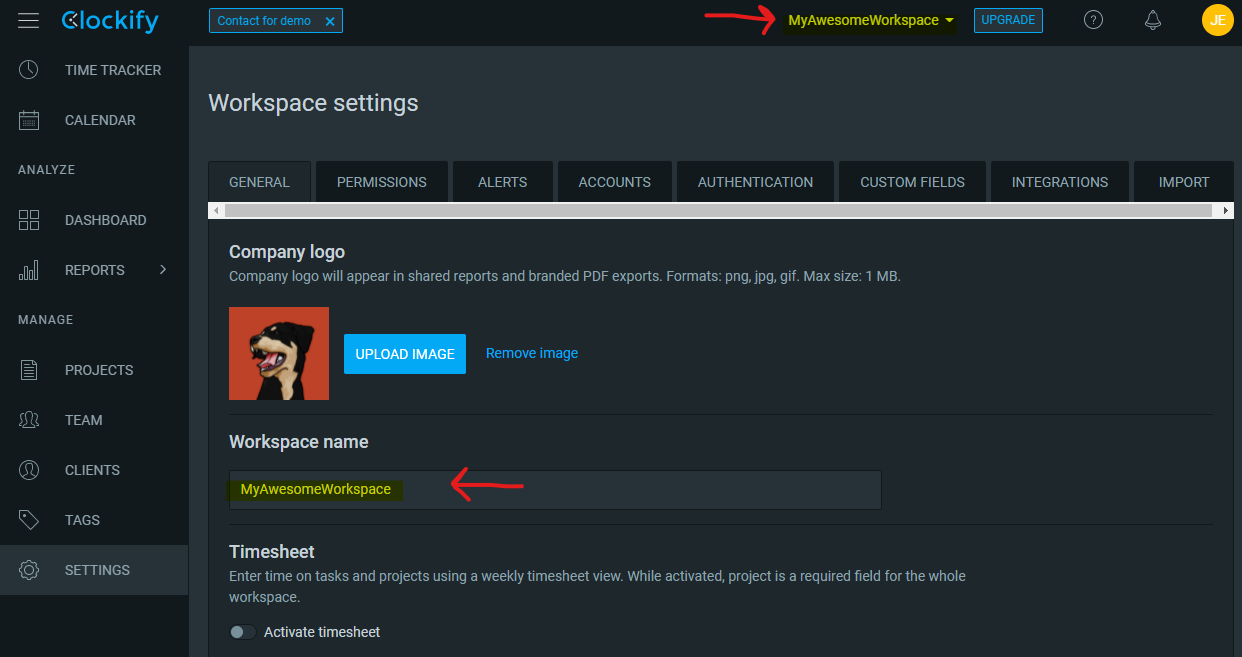 Clockify
Contact for demo ×
MyAwesomeWorkspace
UPGRADE
?
JE
TIME TRACKER
CALENDAR
ANALYZE
DASHBOARD
REPORTS
MANAGE
PROJECTS
TEAM
CLIENTS
TAGS
SETTINGS
Workspace settings
GENERAL PERMISSIONS ALERTS ACCOUNTS AUTHENTICATION CUSTOM FIELDS INTEGRATIONS IMPORT
Company logo
Company logo will appear in shared reports and branded PDF exports. Formats: png, jpg, gif. Max size: 1 MB.
UPLOAD IMAGE Remove image
Workspace name
MyAwesomeWorkspace
Timesheet
Enter time on tasks and projects using a weekly timesheet view. While activated, project is a required field for the whole
workspace.
Activate timesheet